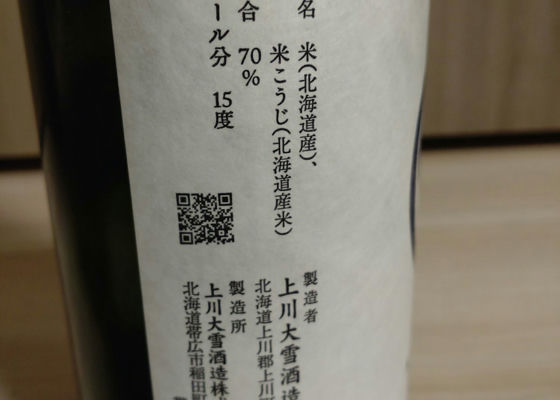 名 米(北海道産)、
米こうじ(北海道産米)
合 70%
ール分 15度
製造者
上川大雪酒造
北海道上川郡上川
製造所
上川大雪酒造株
北海道帯広市稲田町